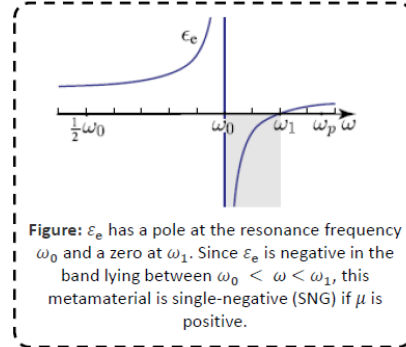 ϵₑ
½ω₀ ω₀ ω₁ ωₚ ω
Figure: εₑ has a pole at the resonance frequency
ω₀ and a zero at ω₁. Since εₑ is negative in the
band lying between ω₀ < ω < ω₁, this
metamaterial is single-negative (SNG) if μ is
positive.